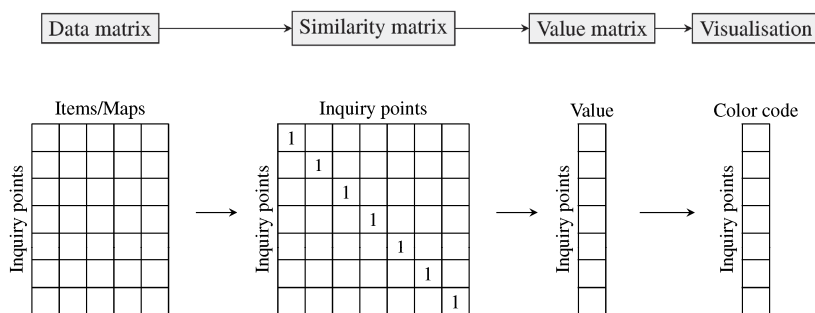 Data matrix
Similarity matrix
Value matrix
Visualisation
Items/Maps
Inquiry points
Value
Color code
Inquiry points
Inquiry points
Inquiry points
Inquiry points
1
1
1
1
1
1
1